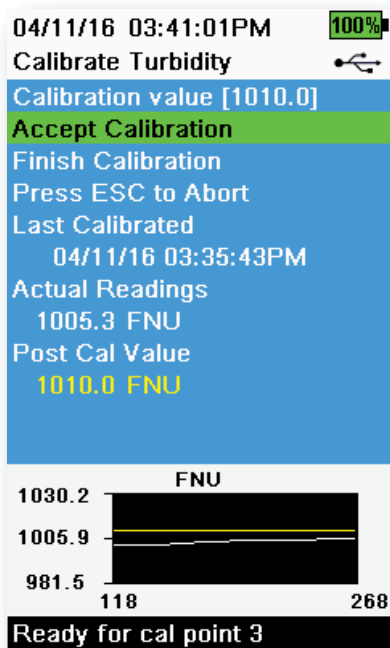 04/11/16 03:41:01PM 100%
Calibrate Turbidity
Calibration value [1010.0]
Accept Calibration
Finish Calibration
Press ESC to Abort
Last Calibrated
04/11/16 03:35:43PM
Actual Readings
1005.3 FNU
Post Cal Value
1010.0 FNU
FNU
1030.2
1005.9
981.5
118 268
Ready for cal point 3